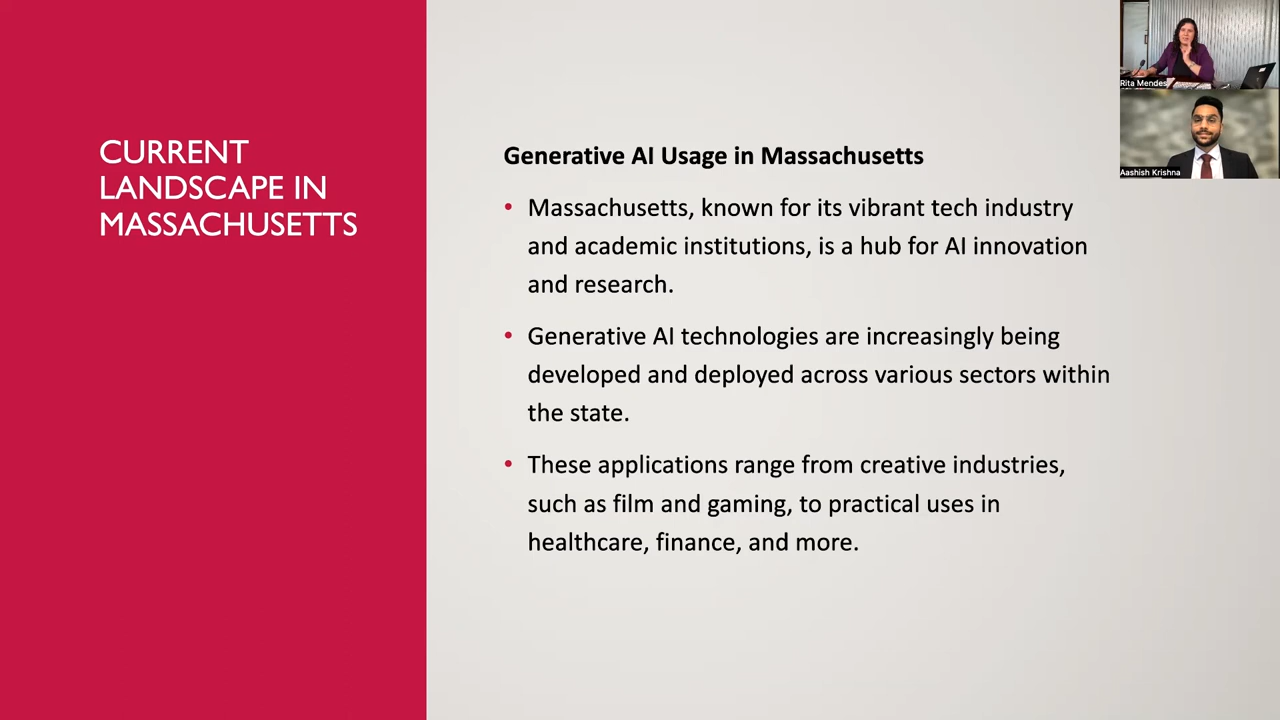 CURRENT
LANDSCAPE IN
MASSACHUSETTS
Generative AI Usage in Massachusetts
• Massachusetts, known for its vibrant tech industry
and academic institutions, is a hub for AI innovation
and research.
• Generative AI technologies are increasingly being
developed and deployed across various sectors within
the state.
• These applications range from creative industries,
such as film and gaming, to practical uses in
healthcare, finance, and more.
Rita Mendes
Aashish Krishna